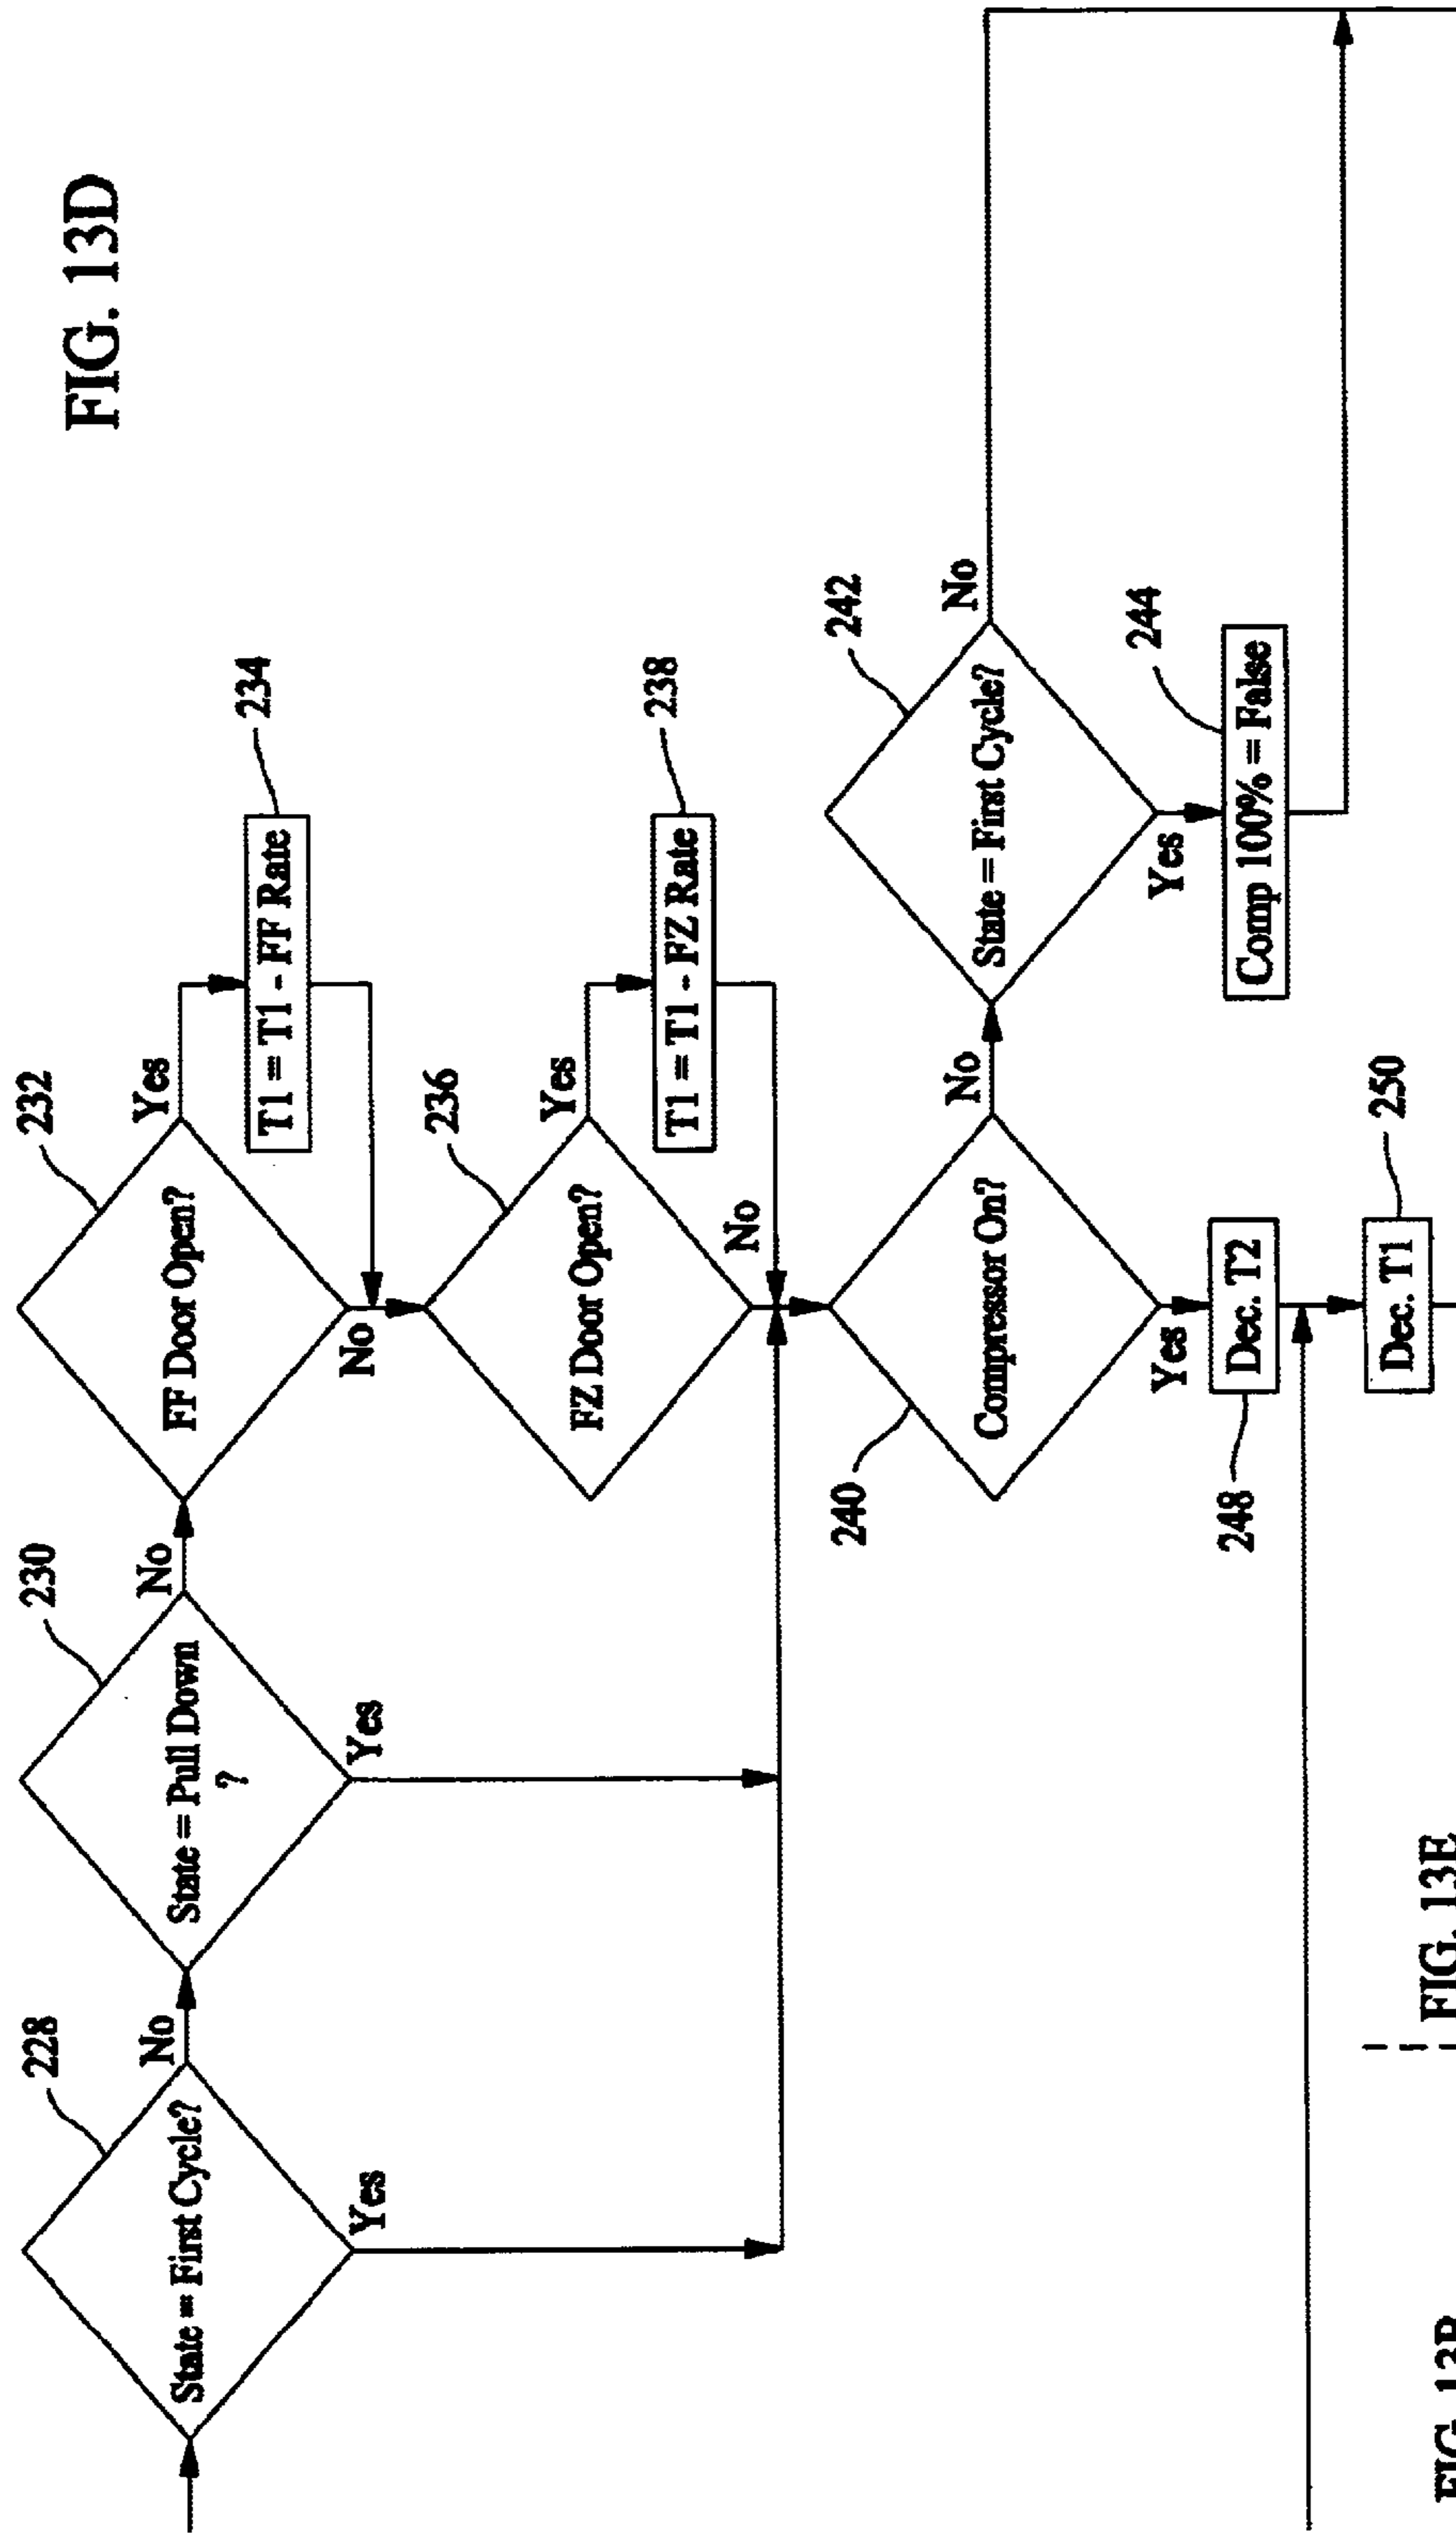 FIG. 13D
228
State = First Cycle?
No
Yes
230
State = Pull Down
?
No
Yes
232
FF Door Open?
Yes
No
234
T1 = T1 - FF Rate
236
FZ Door Open?
Yes
No
238
T1 = T1 - FZ Rate
240
Compressor On?
No
Yes
242
State = First Cycle?
No
Yes
244
Comp 100% = False
248
Dec. T2
250
Dec. T1
FIG. 13E
FIG. 13B